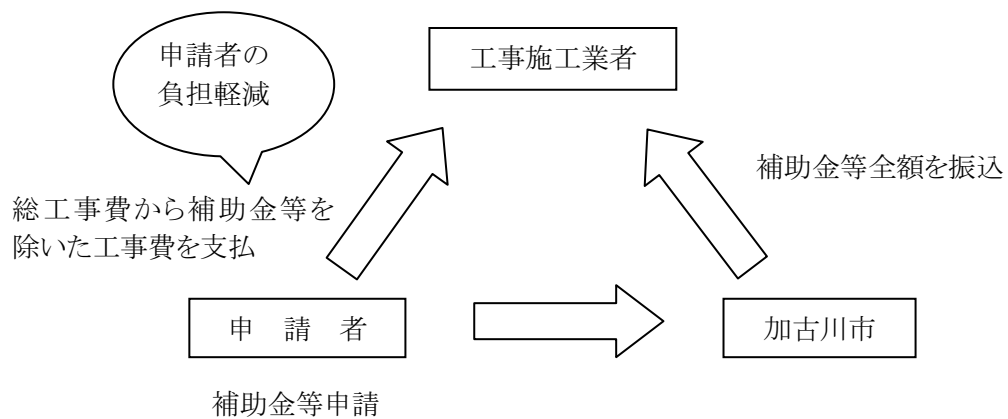 申請者の
負担軽減
工事施工業者
補助金等全額を振込
総工事費から補助金等を
除いた工事費を支払
申 請 者
加古川市
補助金等申請